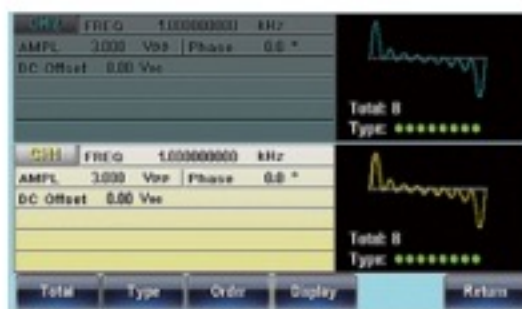 CH2 FREQ 1.000000000 kHz
AMPL 3.000 Vpp Phase 0.0 °
DC Offset 0.00 VDC
Total: 8
Type:
CH1 FREQ 1.000000000 kHz
AMPL 3.000 Vpp Phase 0.0 °
DC Offset 0.00 VDC
Total: 8
Type:
Total Type Order Display Return